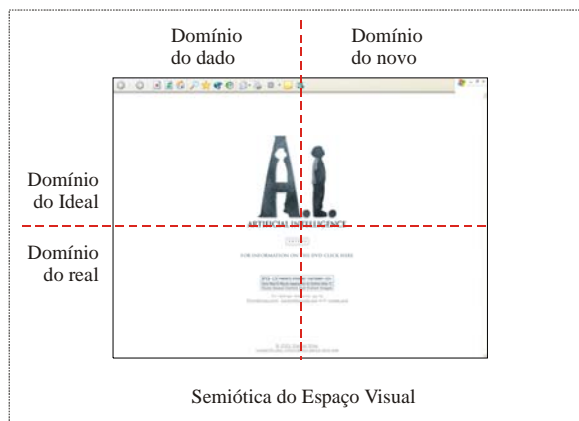 Domínio
do dado
Domínio
do novo
Domínio
do Ideal
Domínio
do real
A.I.
ARTIFICIAL INTELLIGENCE
FOR INFORMATION ON THE DVD CLICK HERE
Semiótica do Espaço Visual